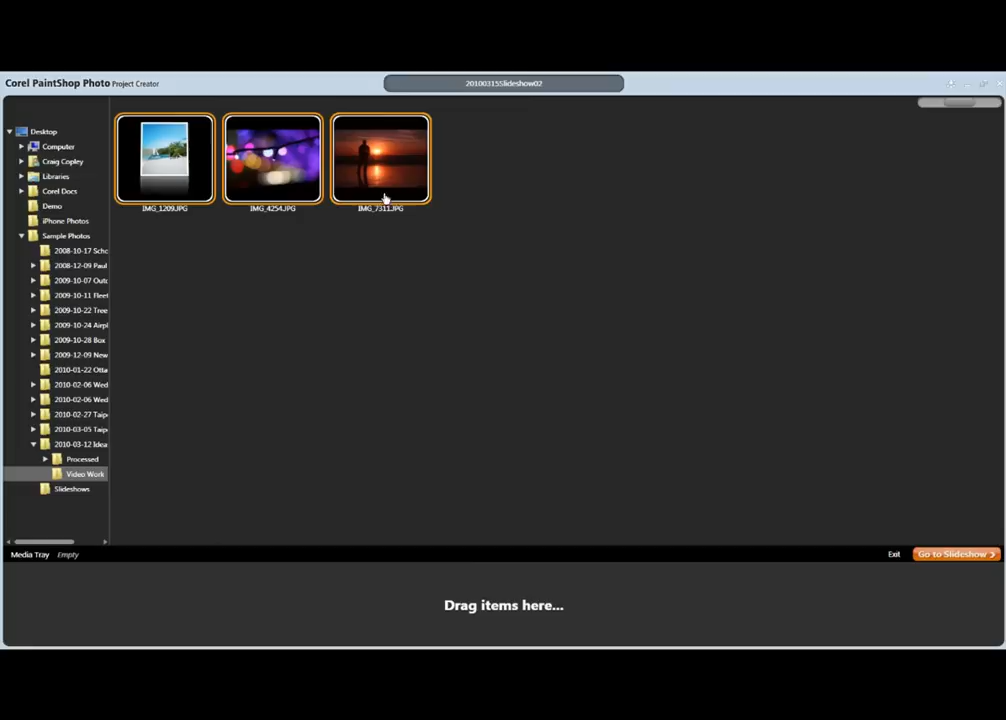 Corel PaintShop Photo Project Creator
20100315Slideshow02
Desktop
Computer
Craig Copley
Libraries
Corel Docs
Demo
iPhone Photos
Sample Photos
2008-10-17 Scho
2008-12-09 Paul
2009-10-07 Outd
2009-10-11 Fleet
2009-10-22 Tree
2009-10-24 Airpl
2009-10-28 Box
2009-12-09 New
2010-01-22 Otta
2010-02-06 Wed
2010-02-06 Wed
2010-02-27 Taip
2010-03-05 Taip
2010-03-12 Idea
Processed
Video Work
Slideshows
IMG_1209.JPG
IMG_4254.JPG
IMG_7311.JPG
Media Tray Empty
Exit
Go to Slideshow
Drag items here...